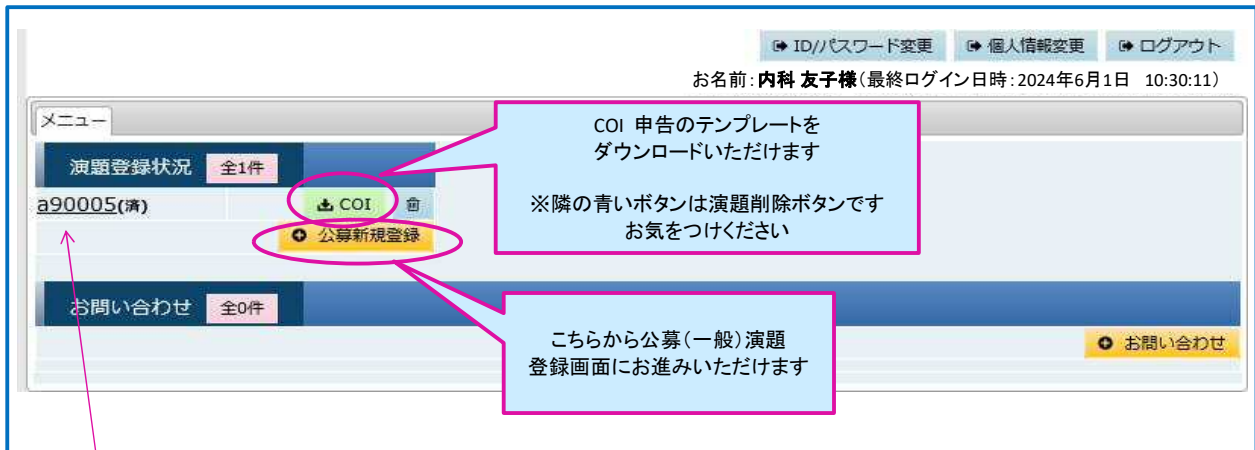 ID/パスワード変更 個人情報変更 ログアウト
お名前:内科 友子様(最終ログイン日時:2024年6月1日 10:30:11)
メニュー
COI 申告のテンプレートを
ダウンロードいただけます
※隣の青いボタンは演題削除ボタンです
お気をつけください
演題登録状況 全1件
a90005(済) COI
公募新規登録
お問い合わせ 全0件
こちらから公募(一般)演題
登録画面にお進みいただけます
お問い合わせ